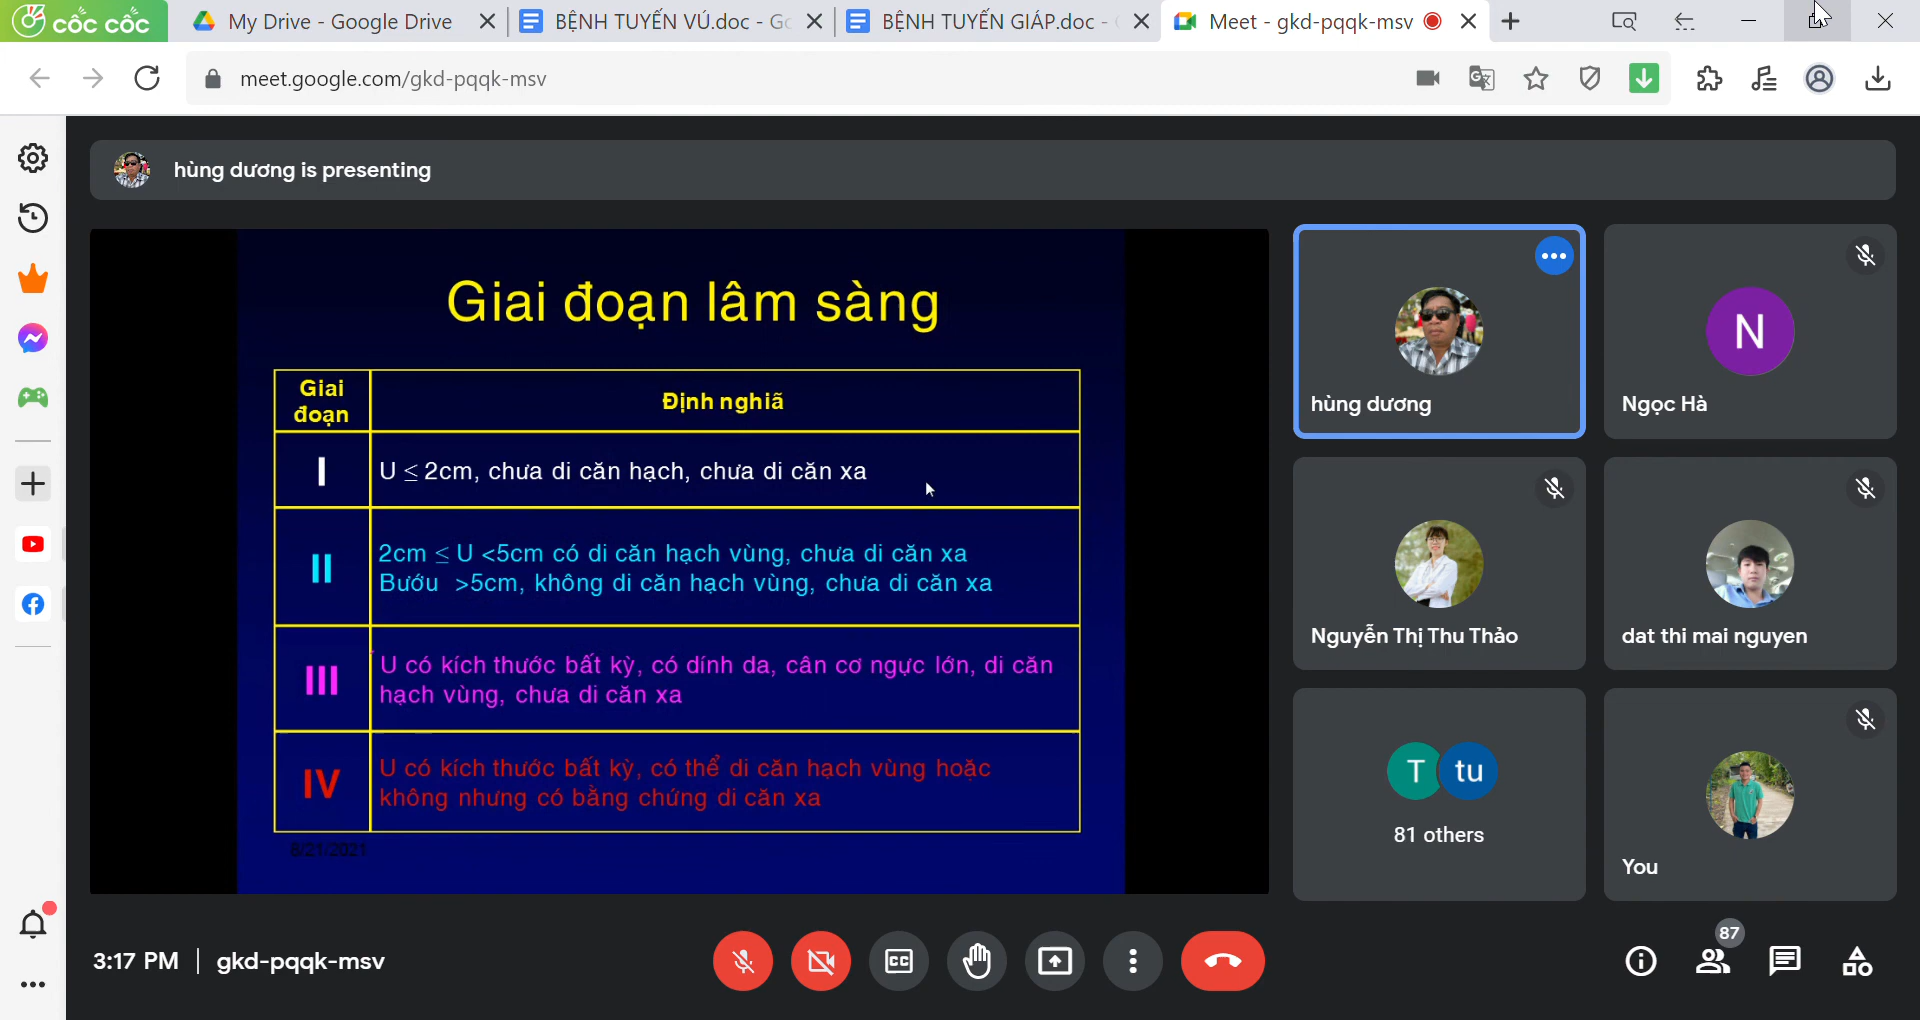 cốc cốc
My Drive - Google Drive
BỆNH TUYẾN VÚ.doc - Go
BỆNH TUYẾN GIÁP.doc -
Meet - gkd-pqqk-msv
meet.google.com/gkd-pqqk-msv
hùng dương is presenting
Giai đoạn lâm sàng
Giai
đoạn
Định nghiã
I
U ≤ 2cm, chưa di căn hạch, chưa di căn xa
II
2cm ≤ U <5cm có di căn hạch vùng, chưa di căn xa
Bướu >5cm, không di căn hạch vùng, chưa di căn xa
III
U có kích thước bất kỳ, có dính da, cân cơ ngực lớn, di căn
hạch vùng, chưa di căn xa
IV
U có kích thước bất kỳ, có thể di căn hạch vùng hoặc
không nhưng có bằng chứng di căn xa
8/21/2021
hùng dương
N
Ngọc Hà
Nguyễn Thị Thu Thảo
dat thi mai nguyen
T
tu
81 others
You
3:17 PM
gkd-pqqk-msv
CC
87